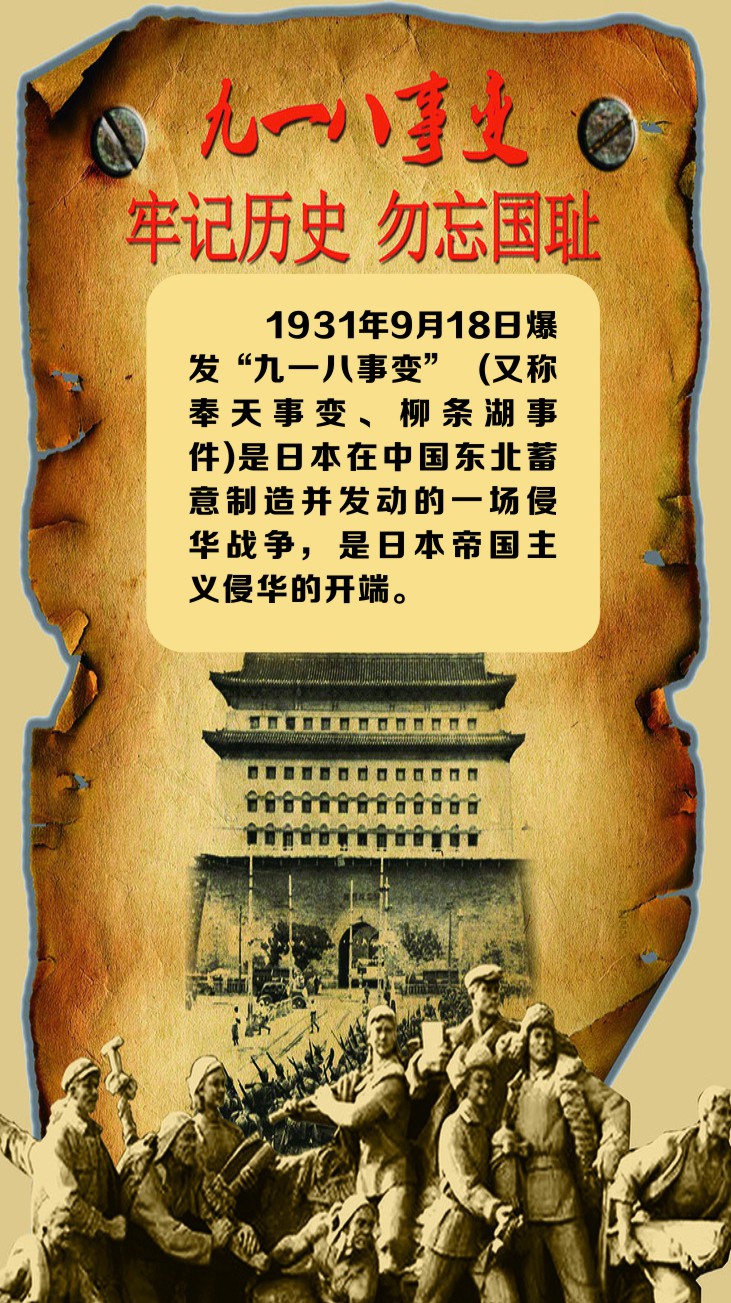 九一八事变
牢记历史 勿忘国耻
1931年9月18日爆
发“九一八事变” (又称
奉天事变、柳条湖事
件)是日本在中国东北蓄
意制造并发动的一场侵
华战争，是日本帝国主
义侵华的开端。